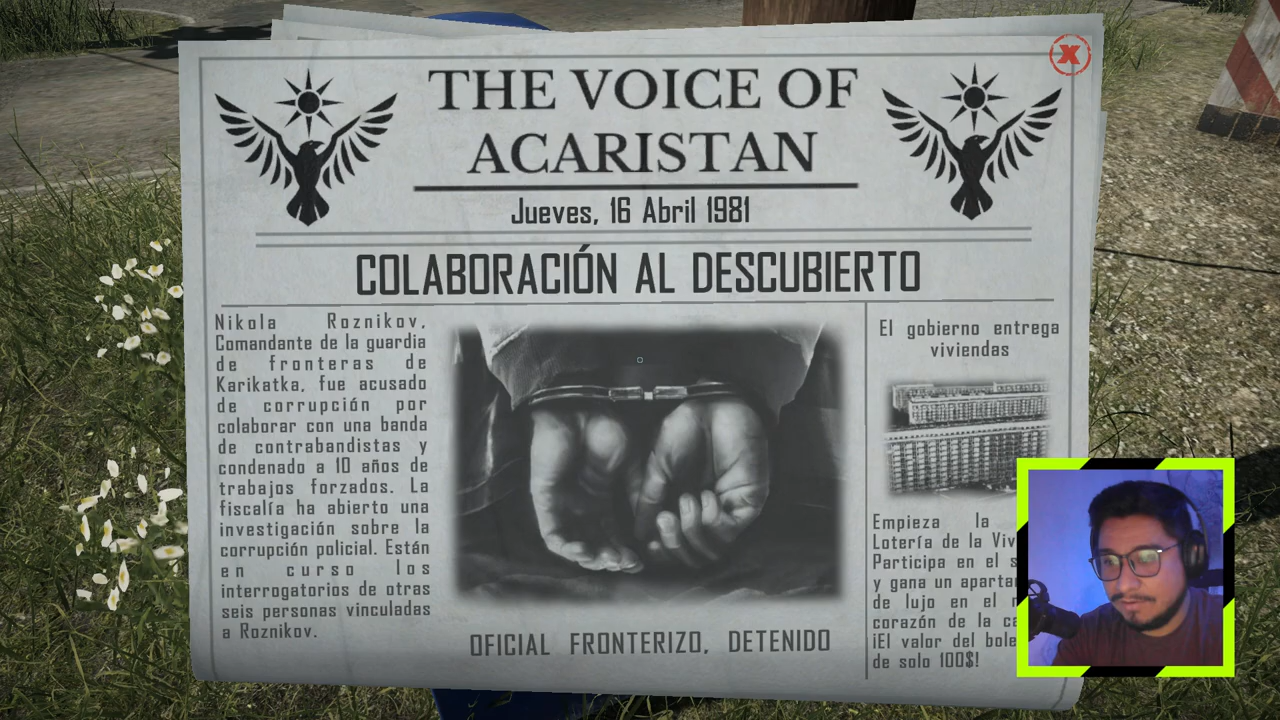 THE VOICE OF
ACARISTAN
Jueves, 16 Abril 1981
COLABORACIÓN AL DESCUBIERTO
Nikola Roznikov,
Comandante de la guardia
de fronteras de
Karikatka, fue acusado
de corrupción por
colaborar con una banda
de contrabandistas y
condenado a 10 años de
trabajos forzados. La
fiscalía ha abierto una
investigación sobre la
corrupción policial. Están
en curso los
interrogatorios de otras
seis personas vinculadas
a Roznikov.
OFICIAL FRONTERIZO, DETENIDO
El gobierno entrega
viviendas
Empieza la
Lotería de la
Participa en el
y gana un
de lujo en el
corazón de la
¡El valor del
de solo 100$!
X